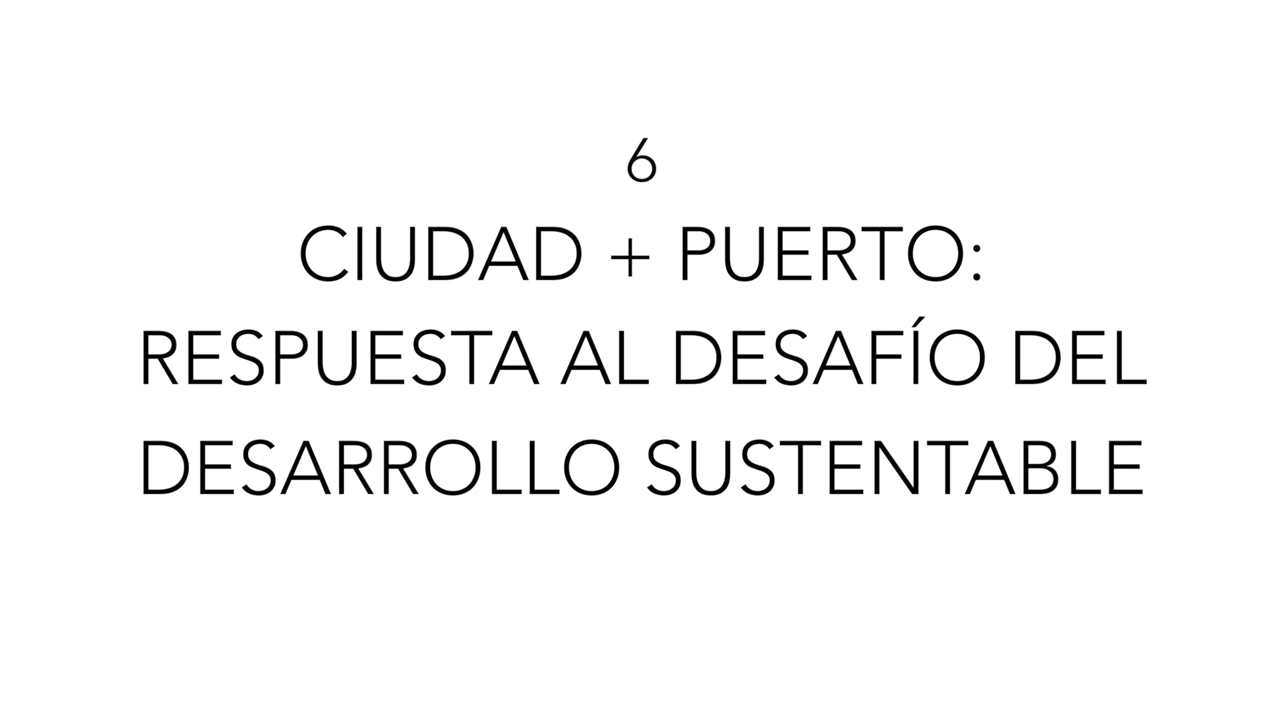 6
CIUDAD + PUERTO:
RESPUESTA AL DESAFÍO DEL
DESARROLLO SUSTENTABLE